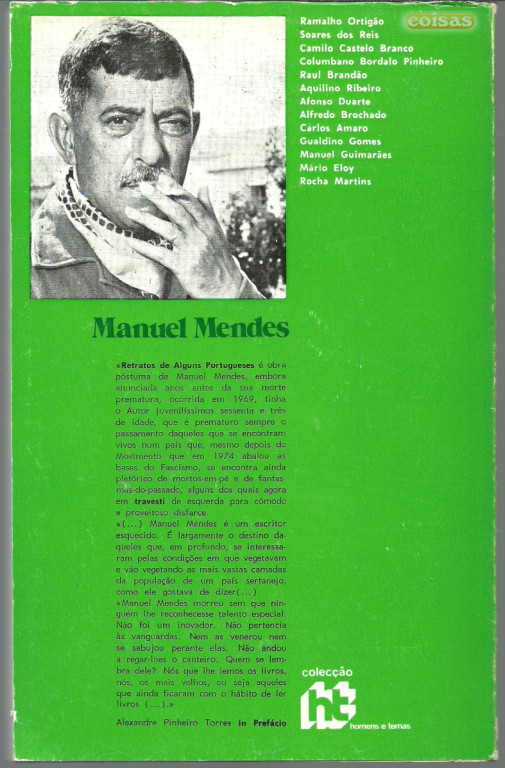 coisas
Ramalho Ortigão
Soares dos Reis
Camilo Castelo Branco
Columbano Bordalo Pinheiro
Raul Brandão
Aquilino Ribeiro
Afonso Duarte
Alfredo Brochado
Carlos Amaro
Gualdino Gomes
Manuel Guimarães
Mário Eloy
Rocha Martins
Manuel Mendes
«Retratos de Alguns Portugueses é obra
póstuma de Manuel Mendes, embora
anunciada anos antes da sua morte
prematura, ocorrida em 1969, tinha
o Autor juveníssimos sessenta e três
de idade, que é prematuro sempre o
passamento daqueles que se encontram
vivos num país que, mesmo depois do
Movimento que em 1974 abalou as
bases do Fascismo, se encontra ainda
pletórico de mortos-em-pé e de fantas-
mas-do-passado, alguns dos quais agora
em travesti de esquerda para cómodo
e proveitoso disfarce.
«(...) Manuel Mendes é um escritor
esquecido. É largamente o destino da-
queles que, em profundo, se interessa-
ram pelas condições em que vegetavam
e vão vegetando as mais vastas camadas
da população de um país sertanejo,
como ele gostava de dizer(...).
«Manuel Mendes morreu sem que nin-
guém lhe reconhecesse talento especial.
Não foi um inovador. Não pertencia
às vanguardas. Nem as venerou nem
se sabujou perante elas. Não andou
a regar-lhes o canteiro. Quem se lem-
bra dele? Nós que lhe lemos os livros,
nós, os mais velhos, ou seja aqueles
que ainda ficaram com o hábito de ler
livros (...).»
Alexandre Pinheiro Torres in Prefácio
colecção
ht
homens e temas